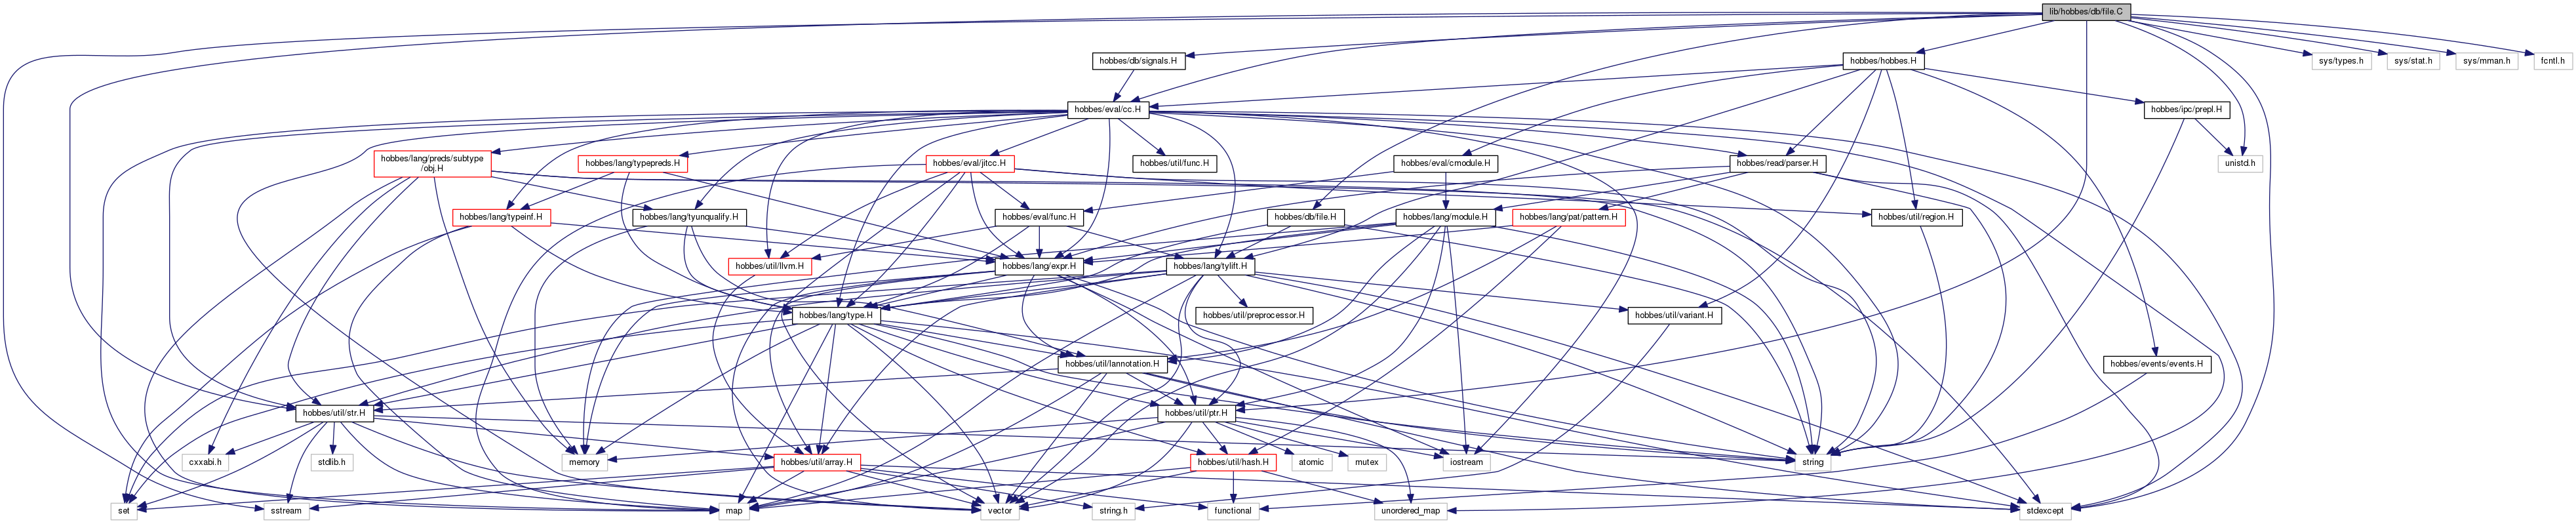 lib/hobbes/db/file.C
hobbes/db/signals.H
hobbes/hobbes.H
sys/types.h
sys/stat.h
sys/mman.h
fcntl.h
hobbes/eval/cc.H
hobbes/ipc/prepl.H
hobbes/lang/preds/subtype
/obj.H
hobbes/lang/typepreds.H
hobbes/eval/jitcc.H
hobbes/util/func.H
hobbes/eval/cmodule.H
hobbes/read/parser.H
unistd.h
hobbes/lang/typeinf.H
hobbes/lang/tyunqualify.H
hobbes/eval/func.H
hobbes/db/file.H
hobbes/lang/module.H
hobbes/lang/pat/pattern.H
hobbes/util/region.H
hobbes/util/llvm.H
hobbes/lang/expr.H
hobbes/lang/tylift.H
hobbes/lang/type.H
hobbes/util/preprocessor.H
hobbes/util/variant.H
hobbes/util/lannotation.H
hobbes/events/events.H
hobbes/util/str.H
hobbes/util/ptr.H
cxxabi.h
stdlib.h
memory
hobbes/util/array.H
hobbes/util/hash.H
atomic
mutex
iostream
string
set
sstream
map
vector
string.h
functional
unordered_map
stdexcept